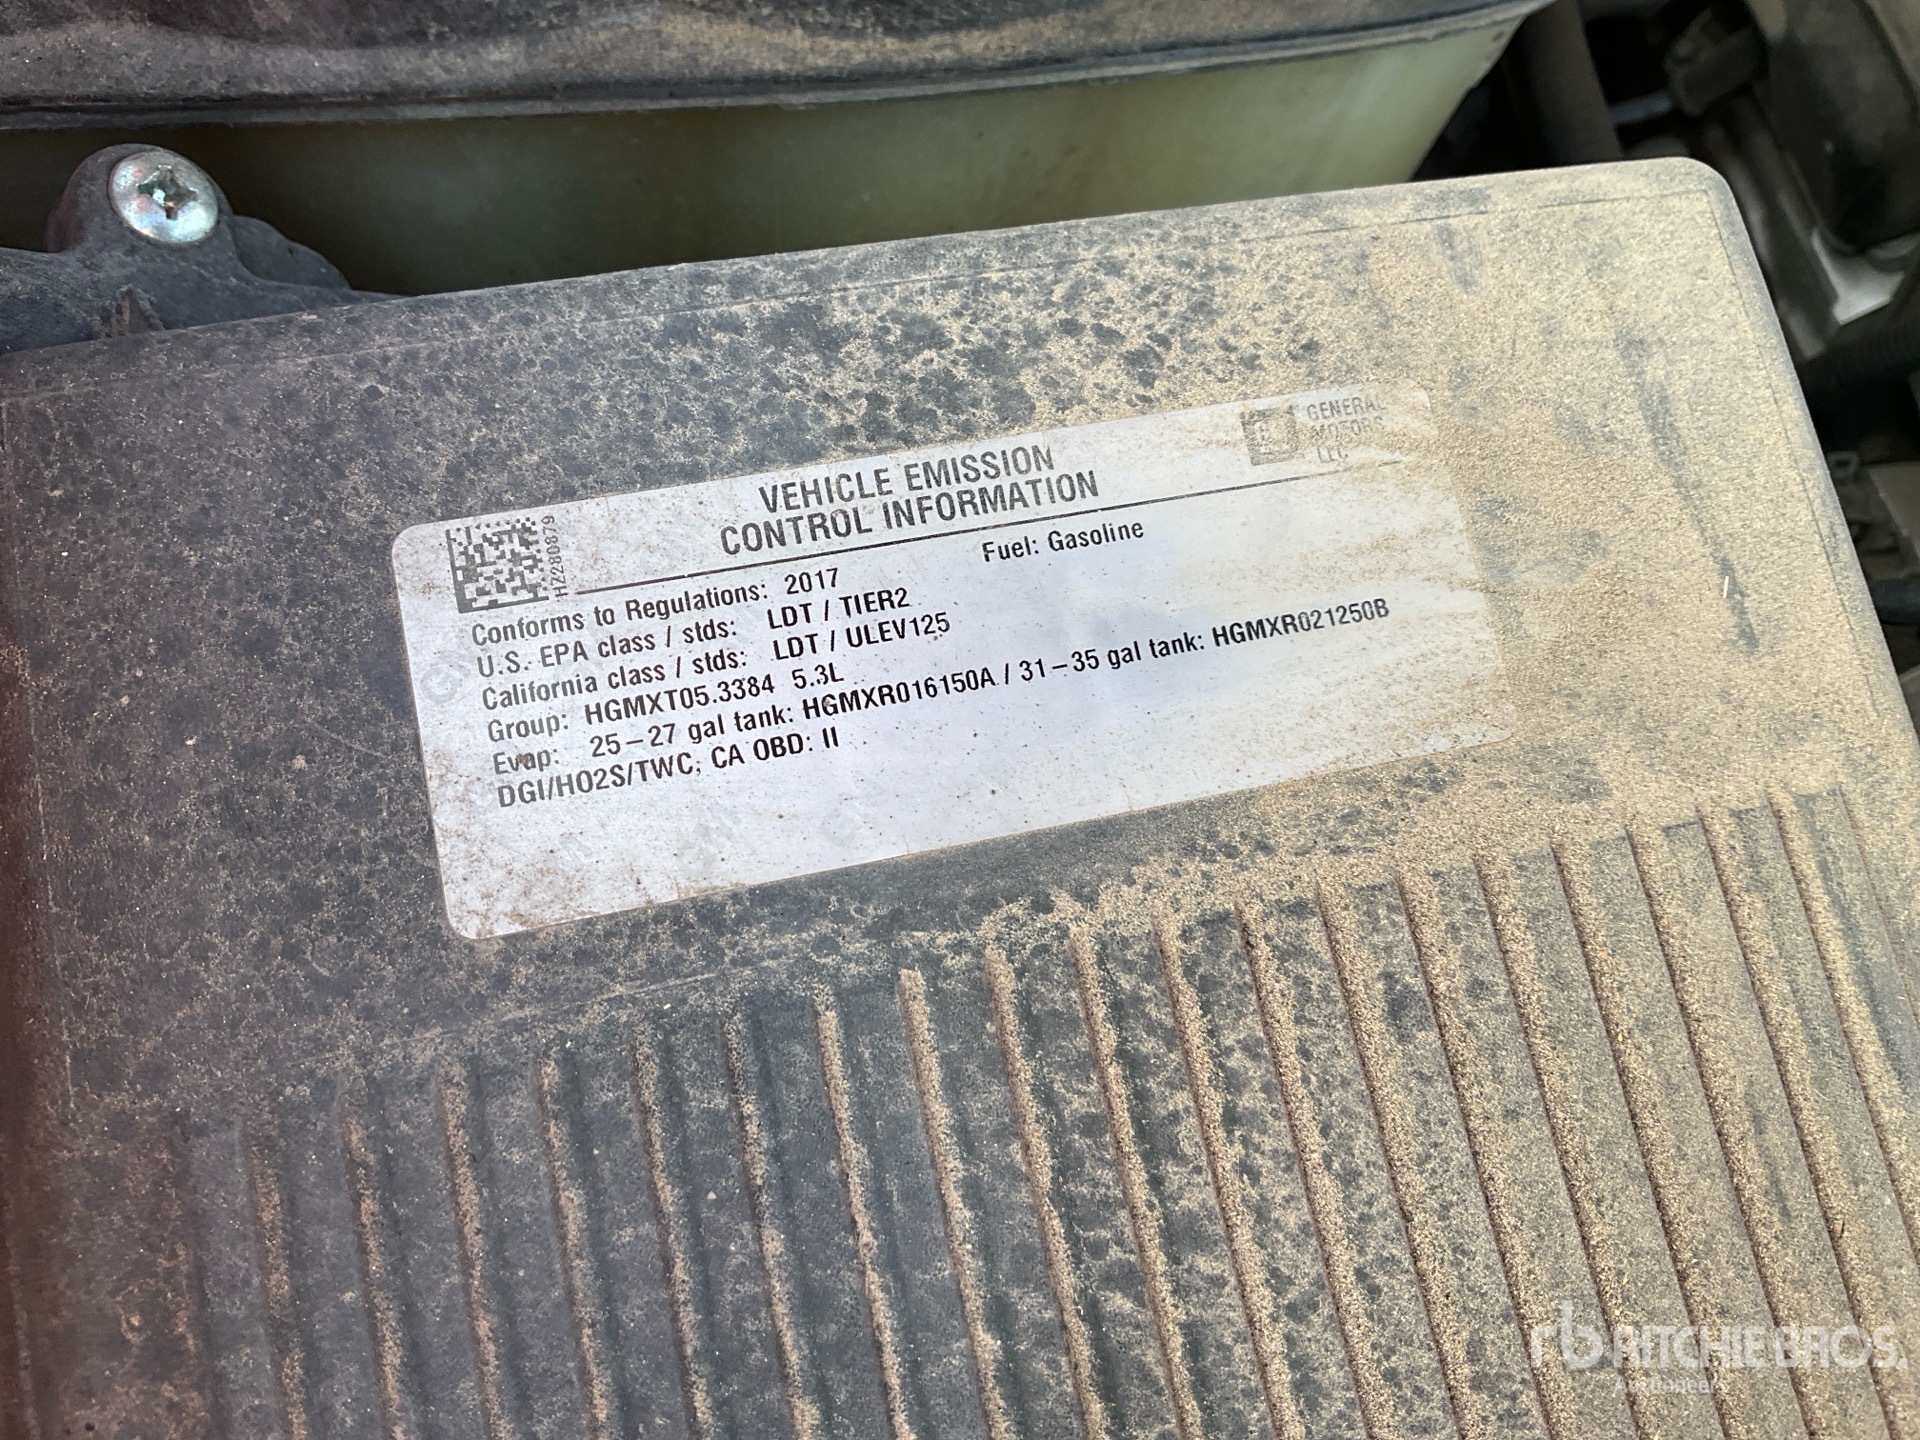 GENERAL
MOTORS
LLC
VEHICLE EMISSION
CONTROL INFORMATION
HZ280879
Conforms to Regulations: 2017 Fuel: Gasoline
U.S. EPA class / stds: LDT / TIER2
California class / stds: LDT / ULEV125
Group: HGMXT05.3384 5.3L
Evap: 25–27 gal tank: HGMXR016150A / 31–35 gal tank: HGMXR021250B
DGI/HO2S/TWC, CA OBD: II
rb RITCHIE BROS.
Auctioneers